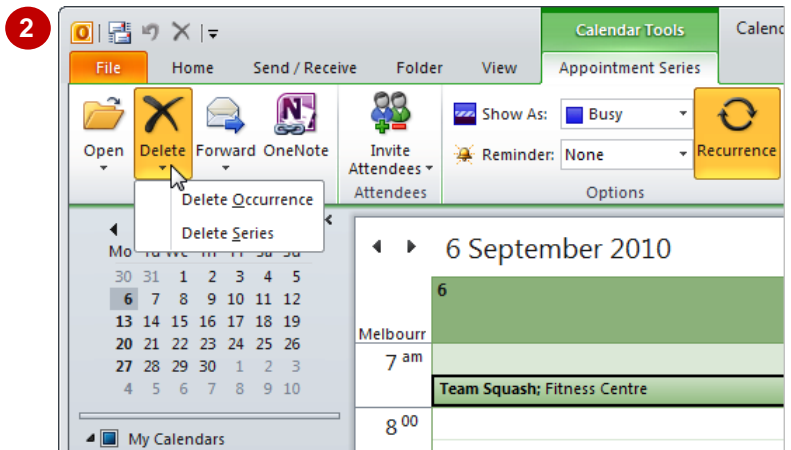 2
Calendar Tools Calend
File Home Send / Receive Folder View Appointment Series
Open Delete Forward OneNote Invite Attendees Show As: Busy Reminder: None Recurrence
Attendees Options
Delete Occurrence
Delete Series
6 September 2010
30 31 1 2 3 4 5
6 7 8 9 10 11 12
13 14 15 16 17 18 19
20 21 22 23 24 25 26
27 28 29 30 1 2 3
4 5 6 7 8 9 10
My Calendars
6
Melbourr
7 am
Team Squash; Fitness Centre
8 00